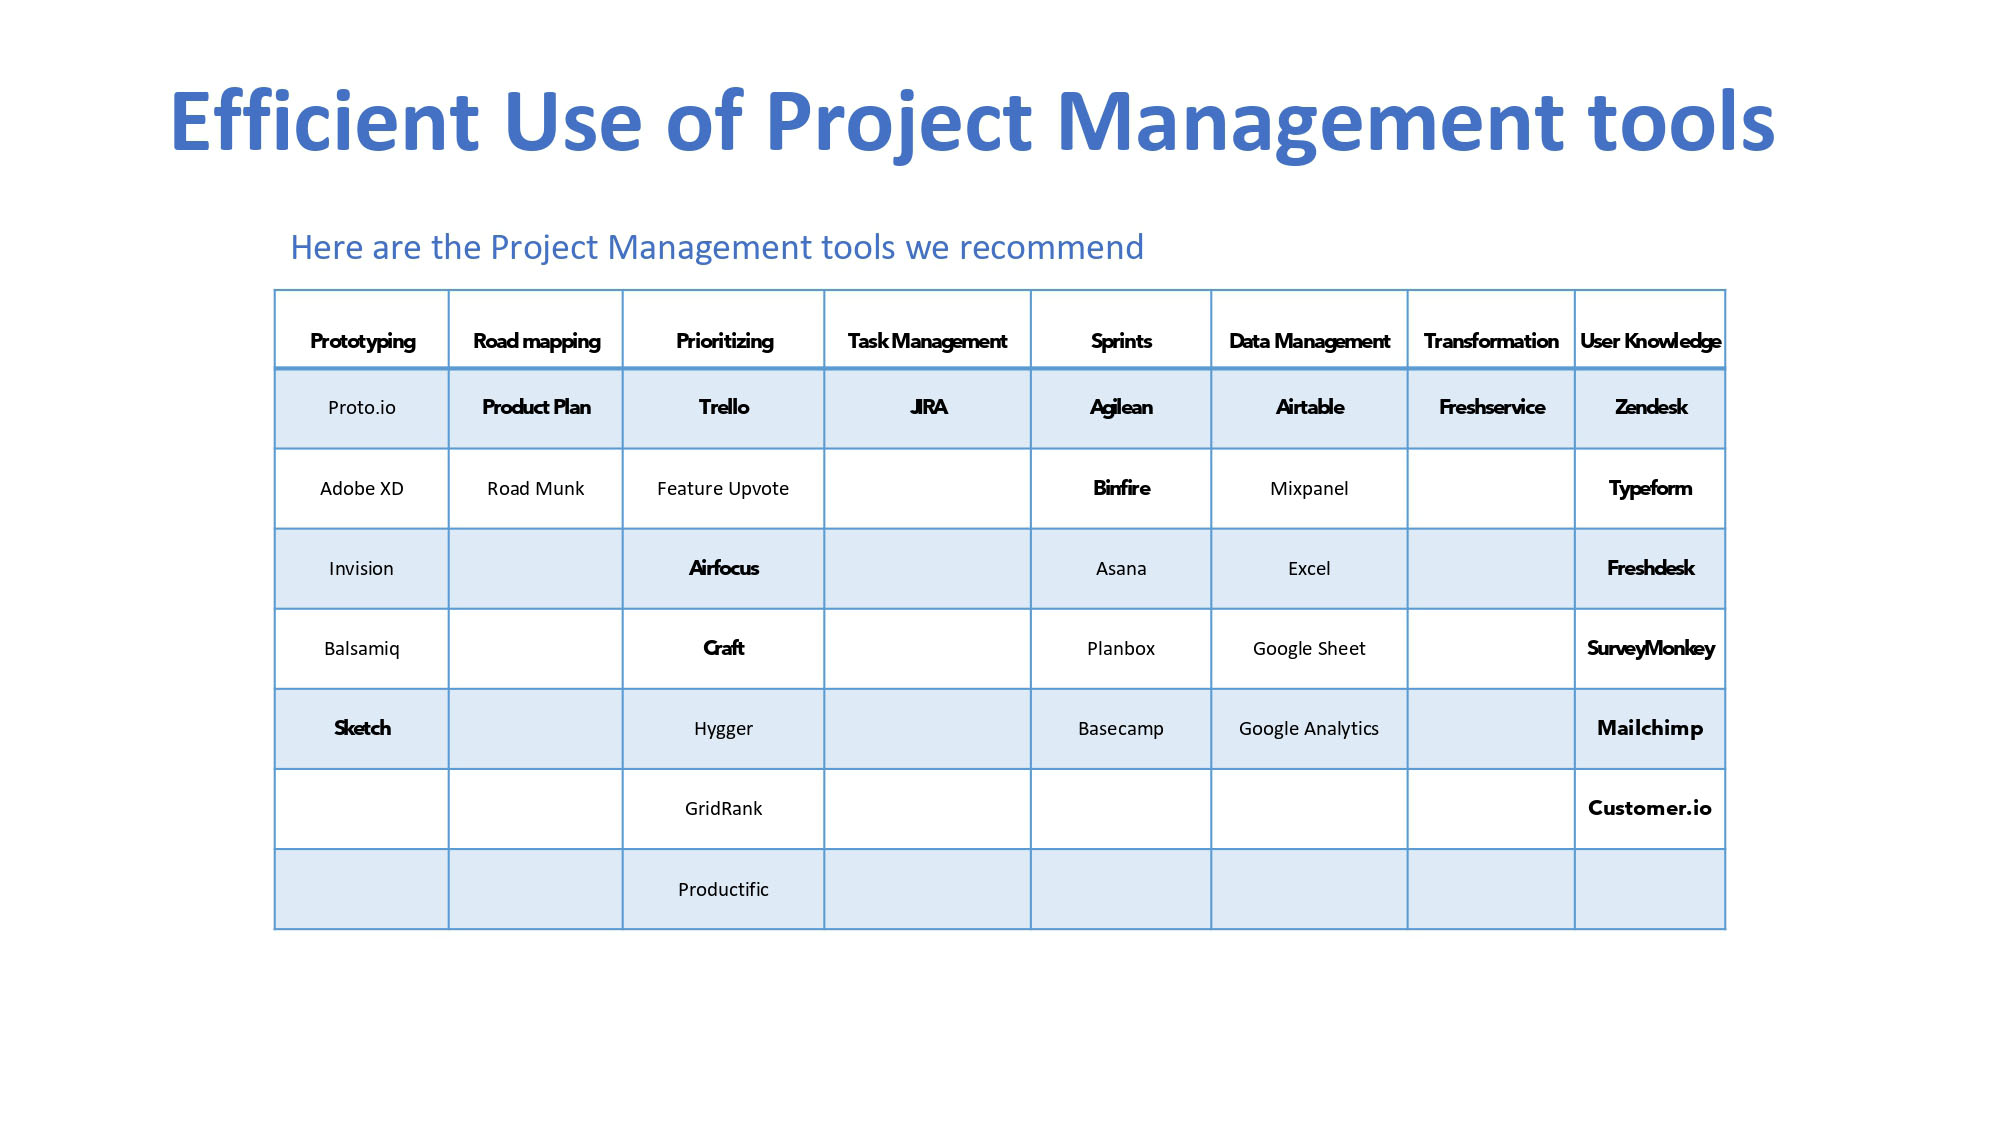 Efficient Use of Project Management tools
Here are the Project Management tools we recommend
Prototyping Road mapping Prioritizing Task Management Sprints Data Management Transformation User Knowledge
Proto.io Product Plan Trello JIRA Agilean Airtable Freshservice Zendesk
Adobe XD Road Munk Feature Upvote Binfire Mixpanel Typeform
Invision Airfocus Asana Excel Freshdesk
Balsamiq Craft Planbox Google Sheet SurveyMonkey
Sketch Hygger Basecamp Google Analytics Mailchimp
GridRank Customer.io
Productific